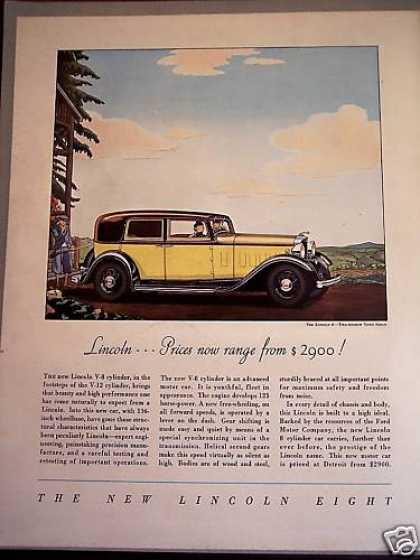 THE LINCOLN 8—TWO-WINDOW TOWN SEDAN
Lincoln . . . Prices now range from $ 2900 !
THE new Lincoln V-8 cylinder, in the
footsteps of the V-12 cylinder, brings
that beauty and high performance one
has come naturally to expect from a
Lincoln. Into this new car, with 136-
inch wheelbase, have gone those struc-
tural characteristics that have always
been peculiarly Lincoln—expert engi-
neering, painstaking precision manu-
facture, and a careful testing and
retesting of important operations.
The new V-8 cylinder is an advanced
motor car. It is youthful, fleet in
appearance. The engine develops 125
horse-power. A new free-wheeling, on
all forward speeds, is operated by a
lever on the dash. Gear shifting is
made easy and quiet by means of a
special synchronizing unit in the
transmission. Helical second gears
make this speed virtually as silent as
high. Bodies are of wood and steel,
sturdily braced at all important points
for maximum safety and freedom
from noise.
In every detail of chassis and body,
this Lincoln is built to a high ideal.
Backed by the resources of the Ford
Motor Company, the new Lincoln
8 cylinder car carries, further than
ever before, the prestige of the
Lincoln name. This new motor car
is priced at Detroit from $2900.
THE NEW LINCOLN EIGHT